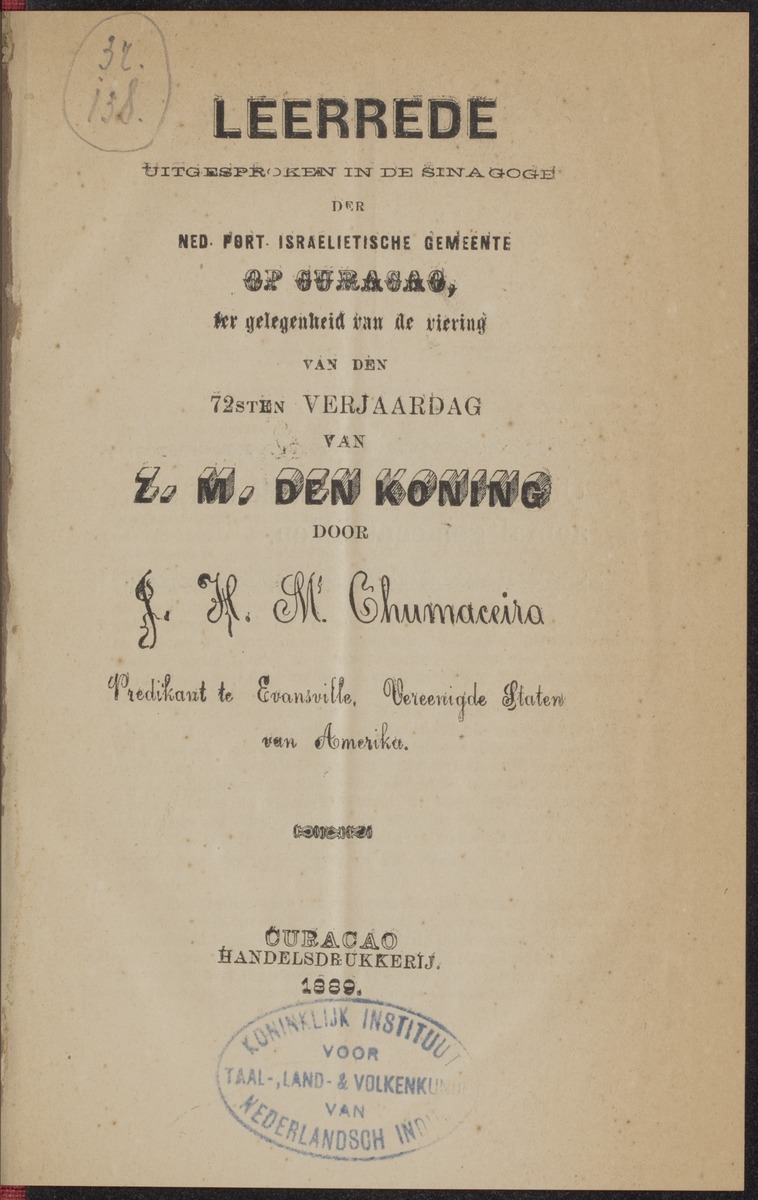 37.
138.
LEERREDE
UITGESPROKEN IN DE SINAGOGE
DER
NED. PORT. ISRAELIETISCHE GEMEENTE
OP CURACAO,
ter gelegenheid van de viering
VAN DEN
72STEN VERJAARDAG
VAN
Z. M. DEN KONING
DOOR
J. H. M. Chumaceira
Predikant te Evansville, Vereenigde Staten
van Amerika.
CURACAO
HANDELSDRUKKERIJ.
1889.
KONINKLIJK INSTITUUT
VOOR
TAAL-, LAND- & VOLKENKUNDE
VAN
NEDERLANDSCH INDIË